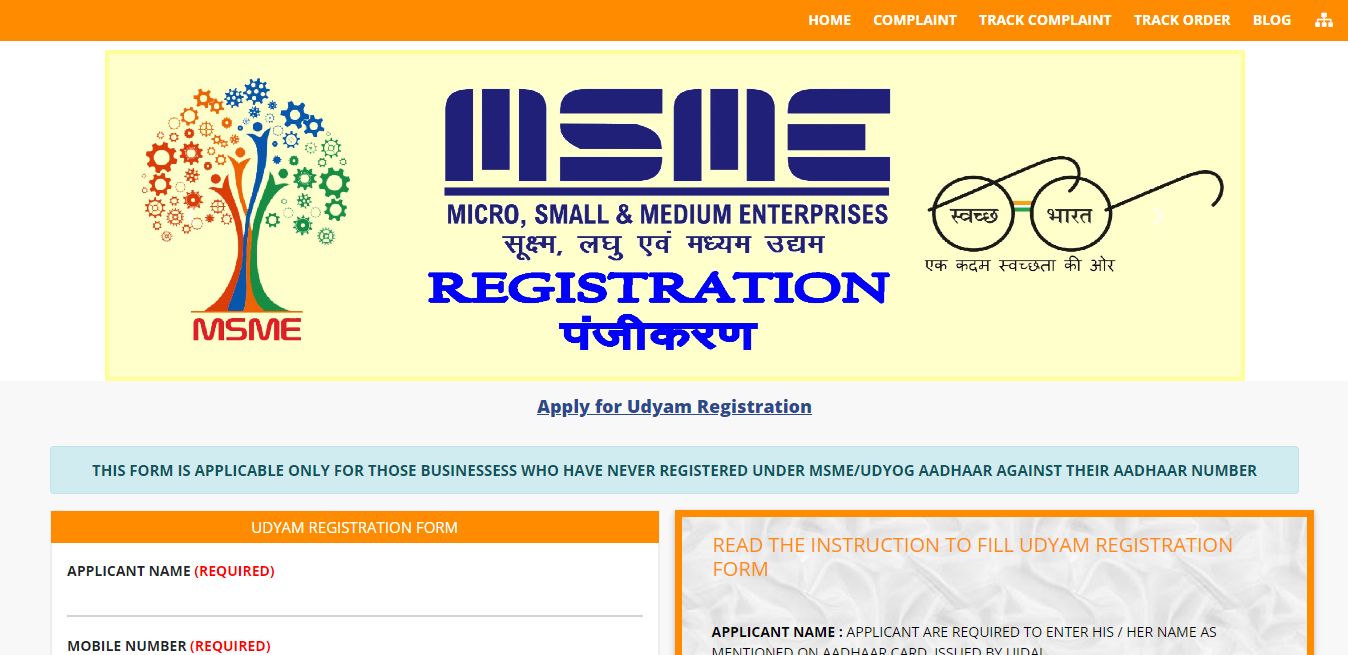 HOME COMPLAINT TRACK COMPLAINT TRACK ORDER BLOG
MSME
MICRO, SMALL & MEDIUM ENTERPRISES
सूक्ष्म, लघु एवं मध्यम उद्यम
REGISTRATION
पंजीकरण
MSME
स्वच्छ भारत
एक कदम स्वच्छता की ओर
Apply for Udyam Registration
THIS FORM IS APPLICABLE ONLY FOR THOSE BUSINESSESS WHO HAVE NEVER REGISTERED UNDER MSME/UDYOG AADHAAR AGAINST THEIR AADHAAR NUMBER
UDYAM REGISTRATION FORM
APPLICANT NAME (REQUIRED)
MOBILE NUMBER (REQUIRED)
READ THE INSTRUCTION TO FILL UDYAM REGISTRATION
FORM
APPLICANT NAME : APPLICANT ARE REQUIRED TO ENTER HIS / HER NAME AS
MENTIONED ON AADHAAR CARD, ISSUED BY UIDAI